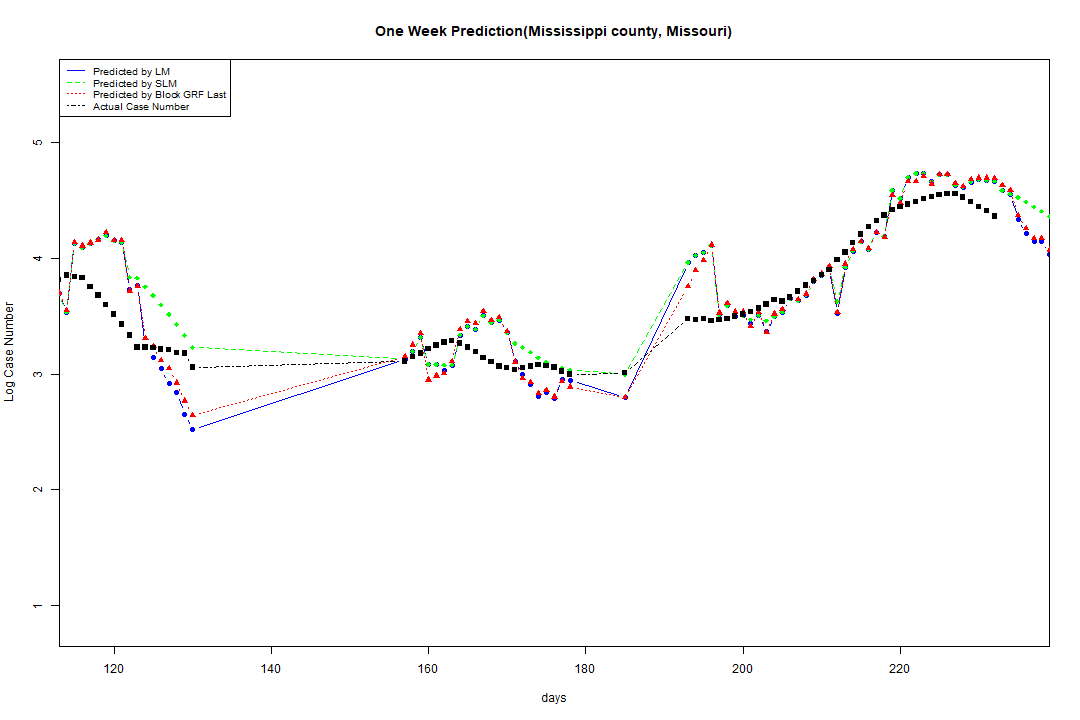 One Week Prediction(Mississippi county, Missouri)
Predicted by LM
Predicted by SLM
Predicted by Block GRF Last
Actual Case Number
5
4
3
2
1
Log Case Number
120 140 160 180 200 220
days